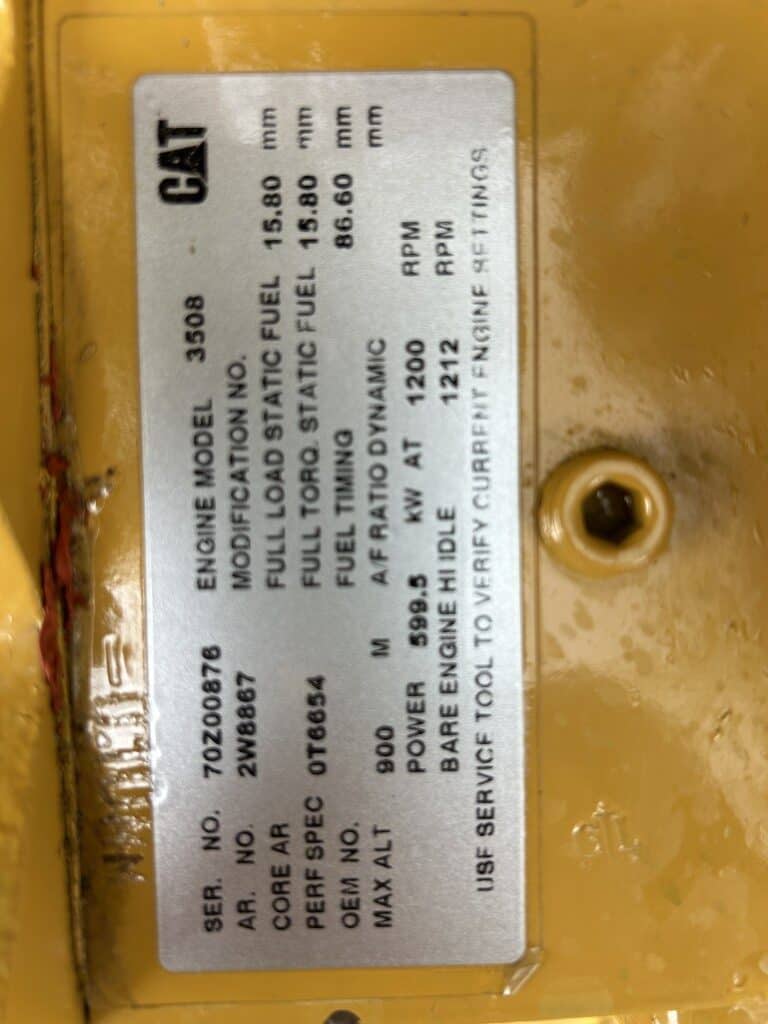 CAT
SER. NO. 70Z00876 ENGINE MODEL 3508
AR. NO. 2W8867 MODIFICATION NO.
CORE AR FULL LOAD STATIC FUEL 15.80 mm
PERF SPEC 0T6654 FULL TORQ. STATIC FUEL 15.80 mm
OEM NO. FUEL TIMING 86.60 mm
MAX ALT 900 M A/F RATIO DYNAMIC mm
POWER 599.5 kW AT 1200 RPM
BARE ENGINE HI IDLE 1212 RPM
USE SERVICE TOOL TO VERIFY CURRENT ENGINE SETTINGS